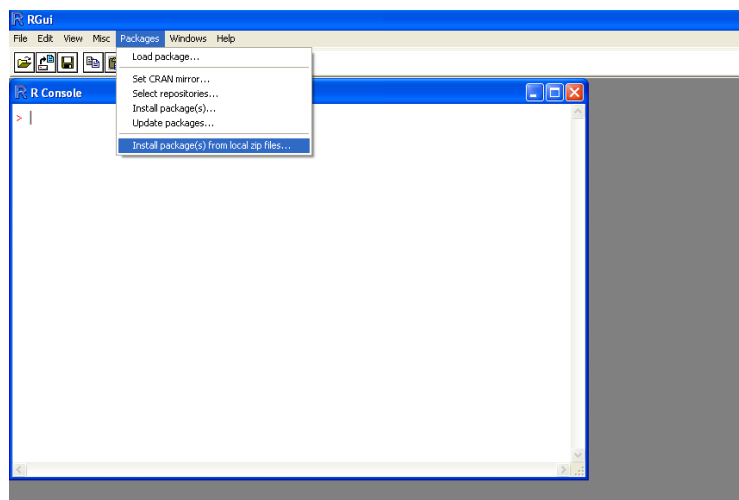 RGui
File Edit View Misc Packages Windows Help
Load package...
Set CRAN mirror...
Select repositories...
Install package(s)...
Update packages...
Install package(s) from local zip files...
R Console
>